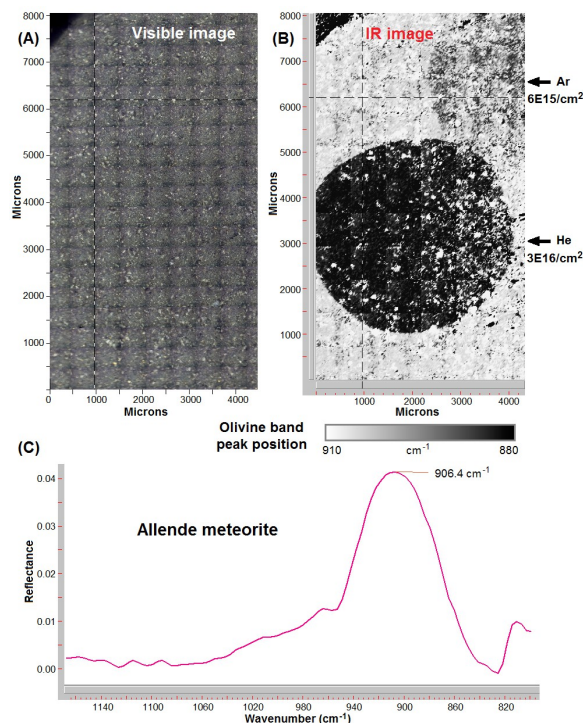 (A) Visible image
8000
7000
6000
5000
4000
3000
2000
1000
0
Microns
0 1000 2000 3000 4000
Microns
(B) IR image
8000
7000
6000
5000
4000
3000
2000
1000
0
Microns
1000 2000 3000 4000
Microns
Ar
6E15/cm2
He
3E16/cm2
Olivine band
peak position
910 cm-1 880
(C)
0.04
0.03
0.02
0.01
0.00
Reflectance
Allende meteorite
906.4 cm-1
1140 1100 1060 1020 980 940 900 860 820
Wavenumber (cm-1)